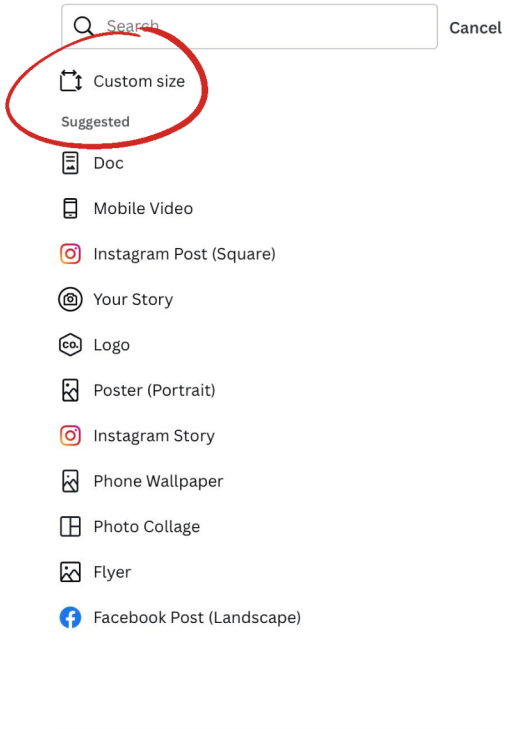 Search
Cancel
Custom size
Suggested
Doc
Mobile Video
Instagram Post (Square)
Your Story
CO.
Logo
Poster (Portrait)
Instagram Story
Phone Wallpaper
Photo Collage
Flyer
Facebook Post (Landscape)